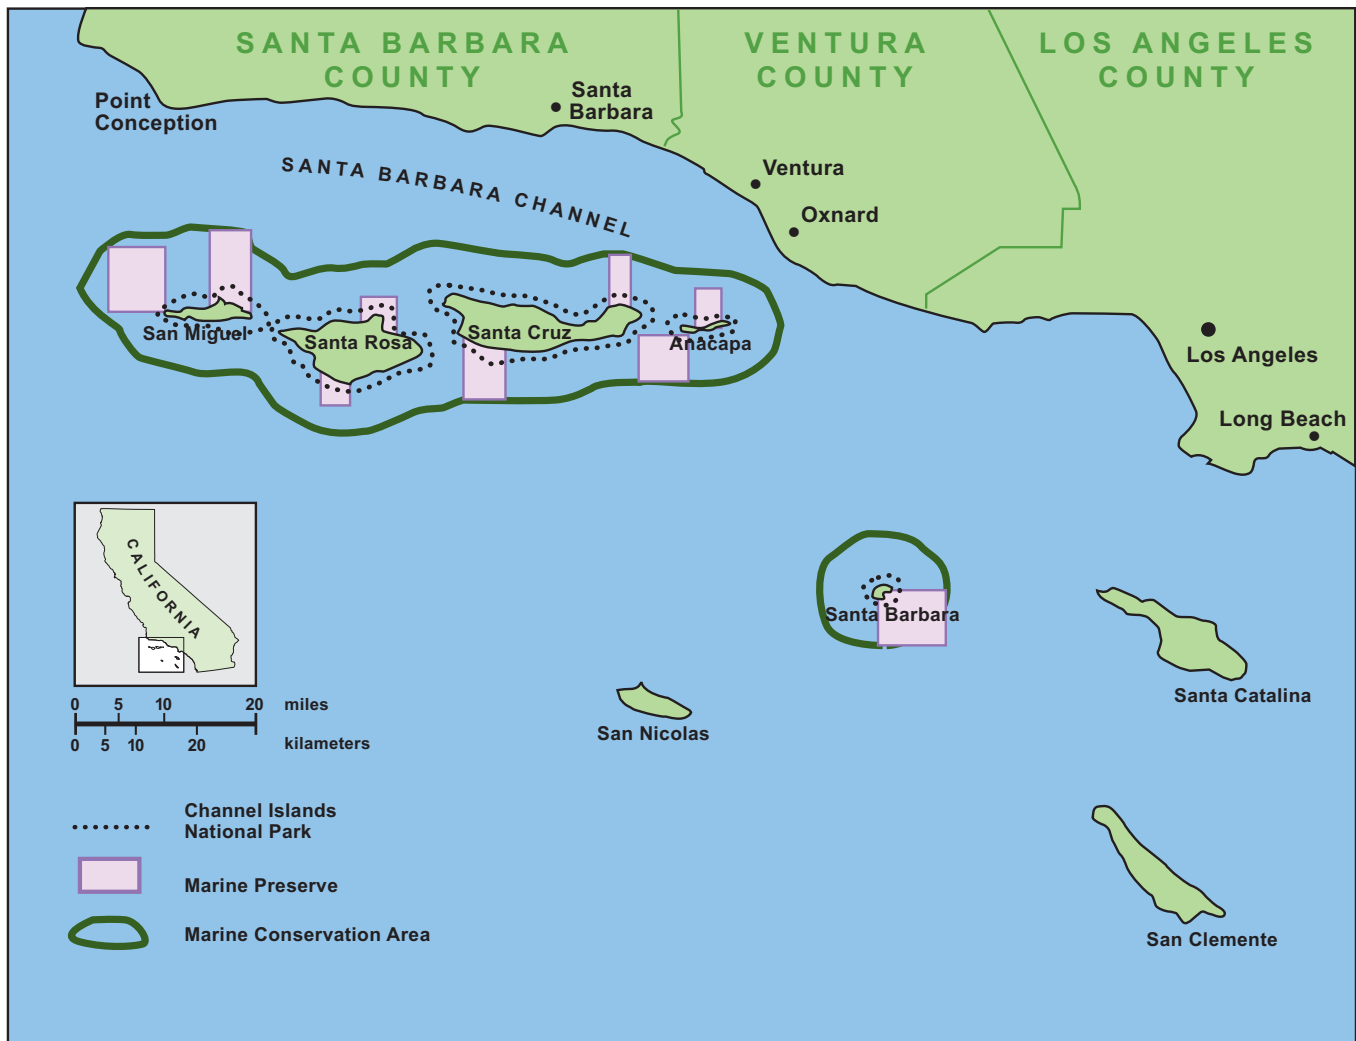 SANTA BARBARA
COUNTY
VENTURA
COUNTY
LOS ANGELES
COUNTY
Point
Conception
Santa
Barbara
SANTA BARBARA CHANNEL
Ventura
Oxnard
San Miguel
Santa Rosa
Santa Cruz
Anacapa
Los Angeles
Long Beach
CALIFORNIA
Santa Barbara
Santa Catalina
San Nicolas
San Clemente
0 5 10 20 miles
0 5 10 20 kilameters
Channel Islands
National Park
Marine Preserve
Marine Conservation Area